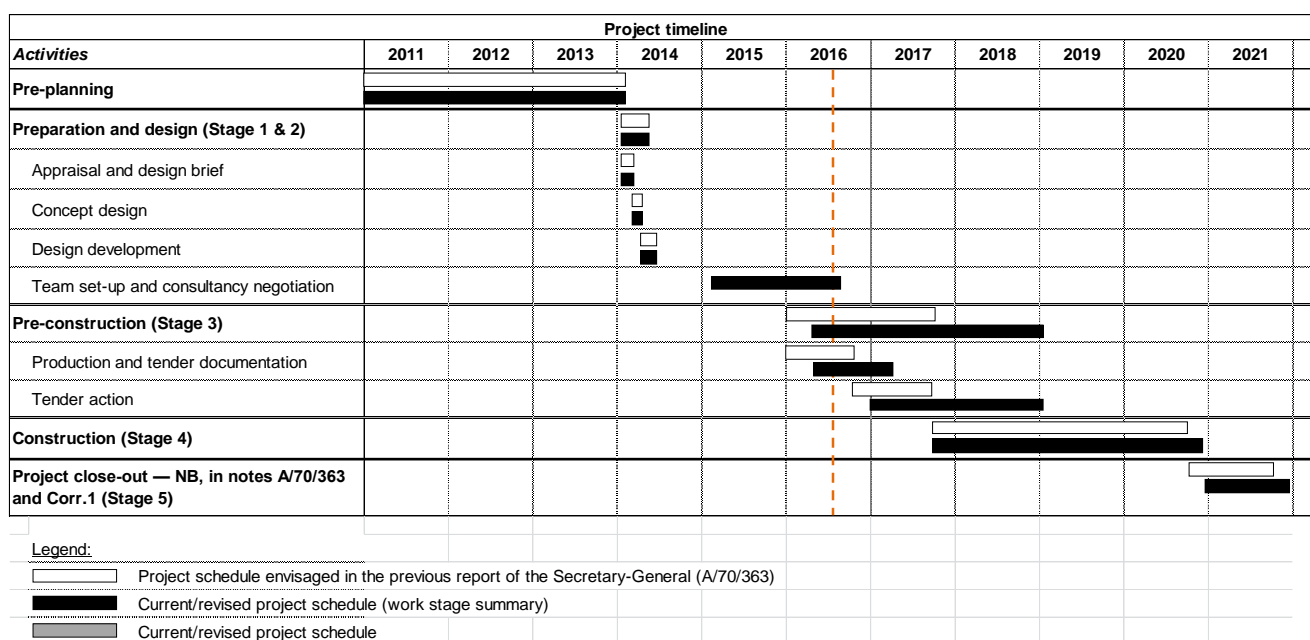 Project timeline
Activities 2011 2012 2013 2014 2015 2016 2017 2018 2019 2020 2021
Pre-planning
Preparation and design (Stage 1 & 2)
Appraisal and design brief
Concept design
Design development
Team set-up and consultancy negotiation
Pre-construction (Stage 3)
Production and tender documentation
Tender action
Construction (Stage 4)
Project close-out — NB, in notes A/70/363
and Corr.1 (Stage 5)
Legend:
Project schedule envisaged in the previous report of the Secretary-General (A/70/363)
Current/revised project schedule (work stage summary)
Current/revised project schedule